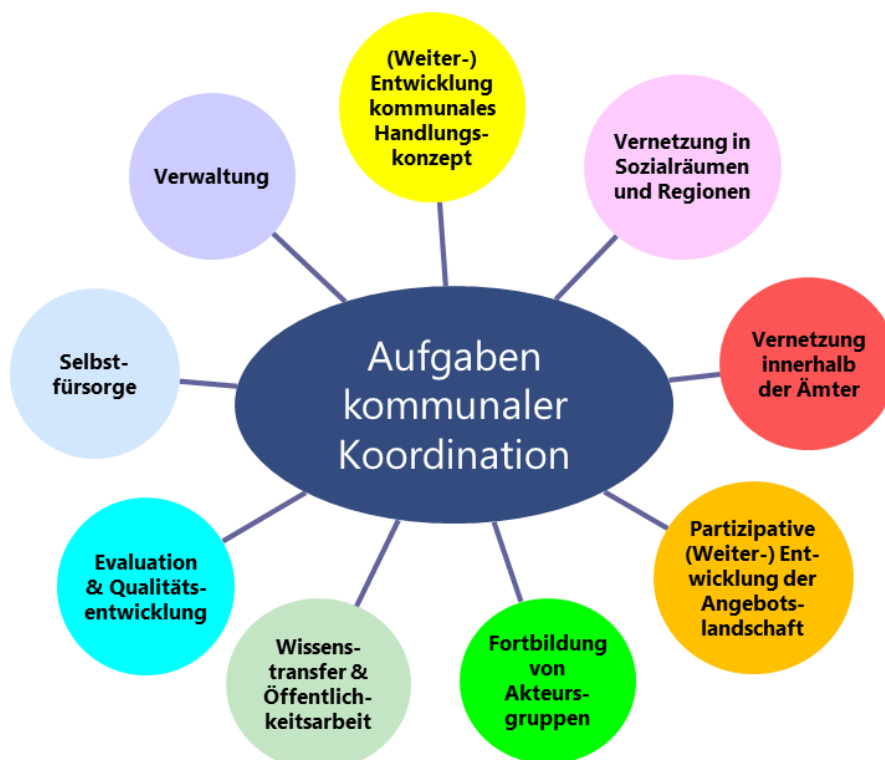 (Weiter-)
Entwicklung
kommunales
Handlungs-
konzept
Vernetzung in
Sozialräumen
und Regionen
Vernetzung
innerhalb
der Ämter
Partizipative
(Weiter-) Ent-
wicklung der
Angebots-
landschaft
Fortbildung
von
Akteurs-
gruppen
Wissens-
transfer &
Öffentlich-
keitsarbeit
Evaluation
& Qualitäts-
entwicklung
Selbst-
fürsorge
Verwaltung
Aufgaben
kommunaler
Koordination